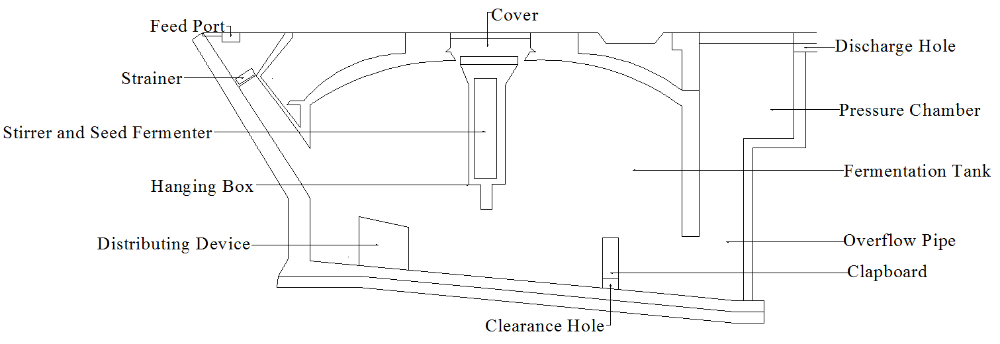 Cover
Feed Port
Discharge Hole
Strainer
Pressure Chamber
Stirrer and Seed Fermenter
Fermentation Tank
Hanging Box
Overflow Pipe
Distributing Device
Clapboard
Clearance Hole